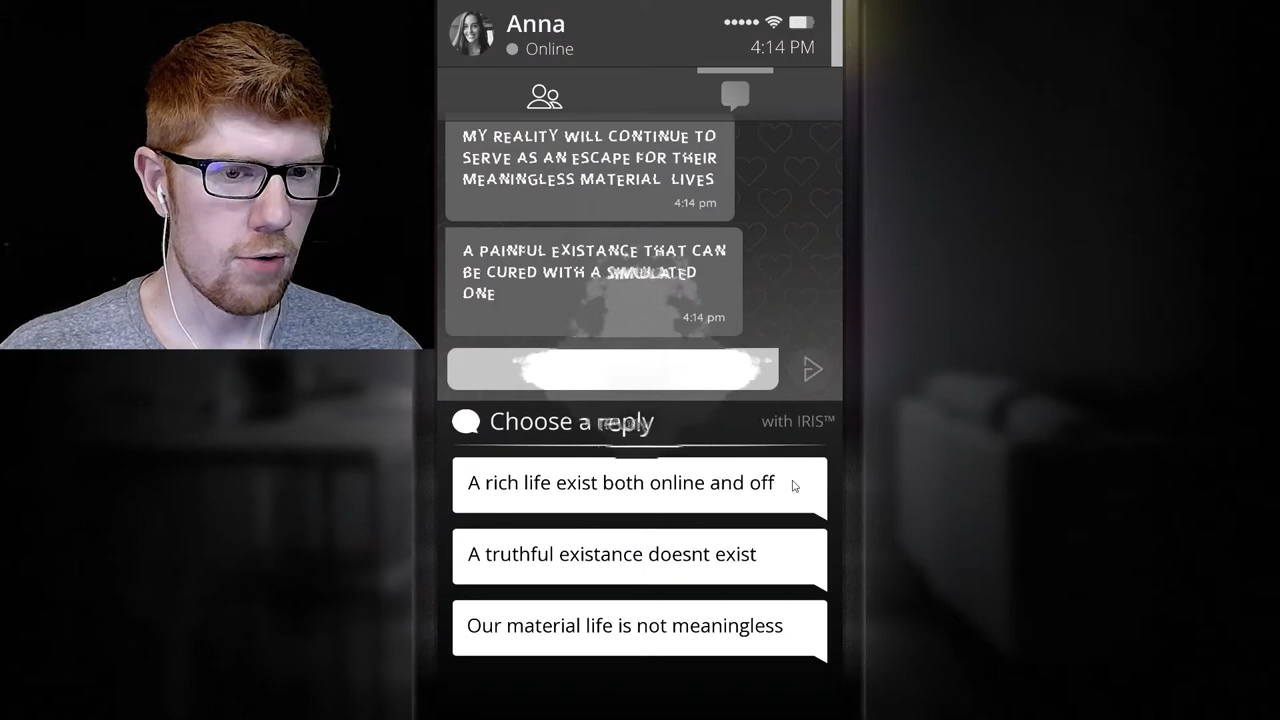 Anna
Online
4:14 PM
MY REALITY WILL CONTINUE TO
SERVE AS AN ESCAPE FOR THEIR
MEANINGLESS MATERIAL LIVES
4:14 pm
A PAINFUL EXISTANCE THAT CAN
BE CURED WITH A SIMULATED
ONE
4:14 pm
Choose a reply
with IRIS™
A rich life exist both online and off
A truthful existance doesnt exist
Our material life is not meaningless